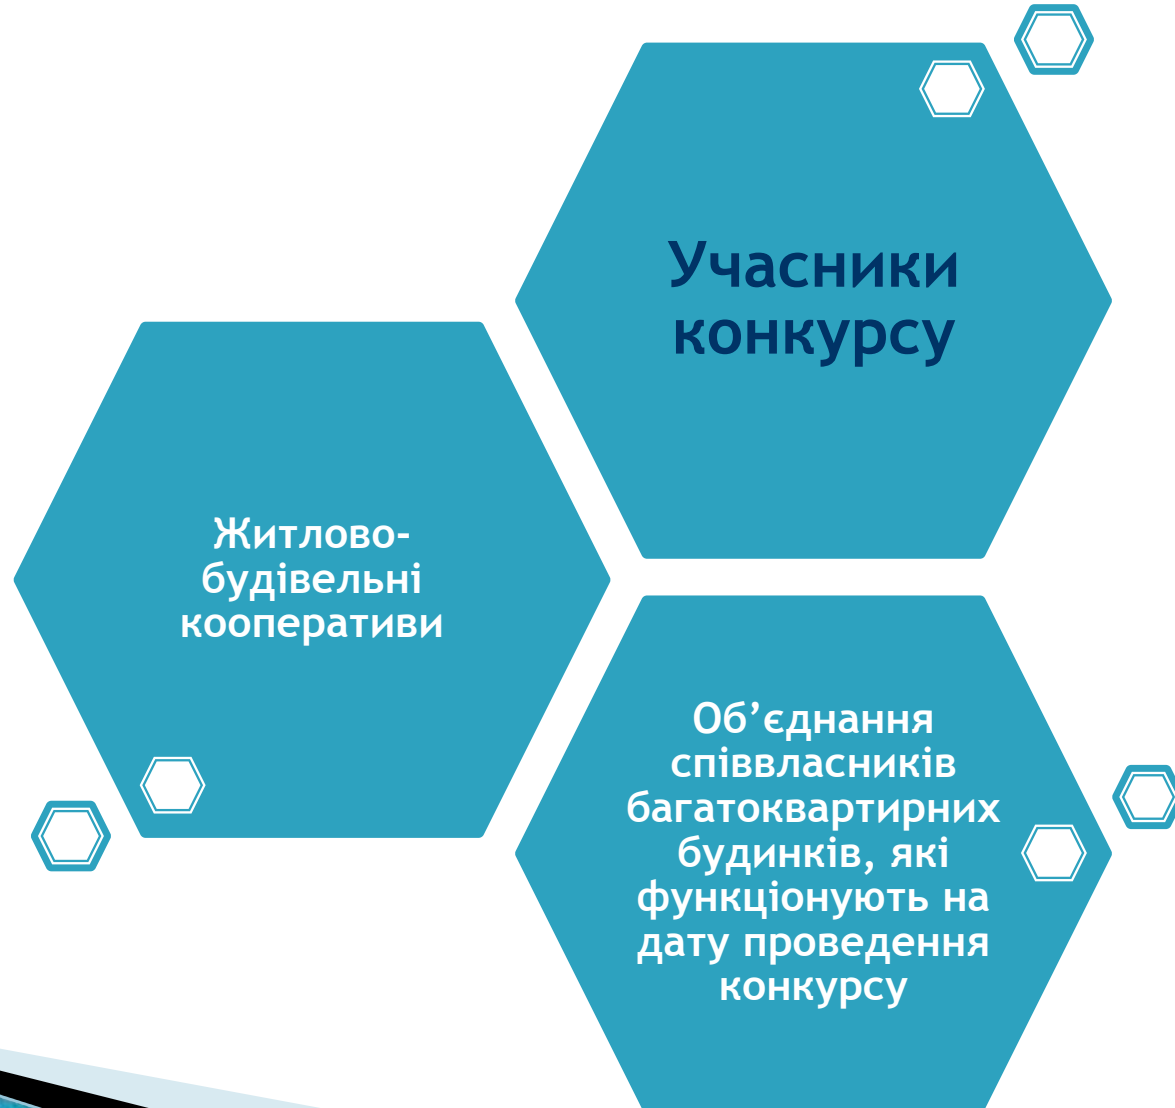 Учасники
конкурсу
Житлово-
будівельні
кооперативи
Об’єднання
співвласників
багатоквартирних
будинків, які
функціонують на
дату проведення
конкурсу